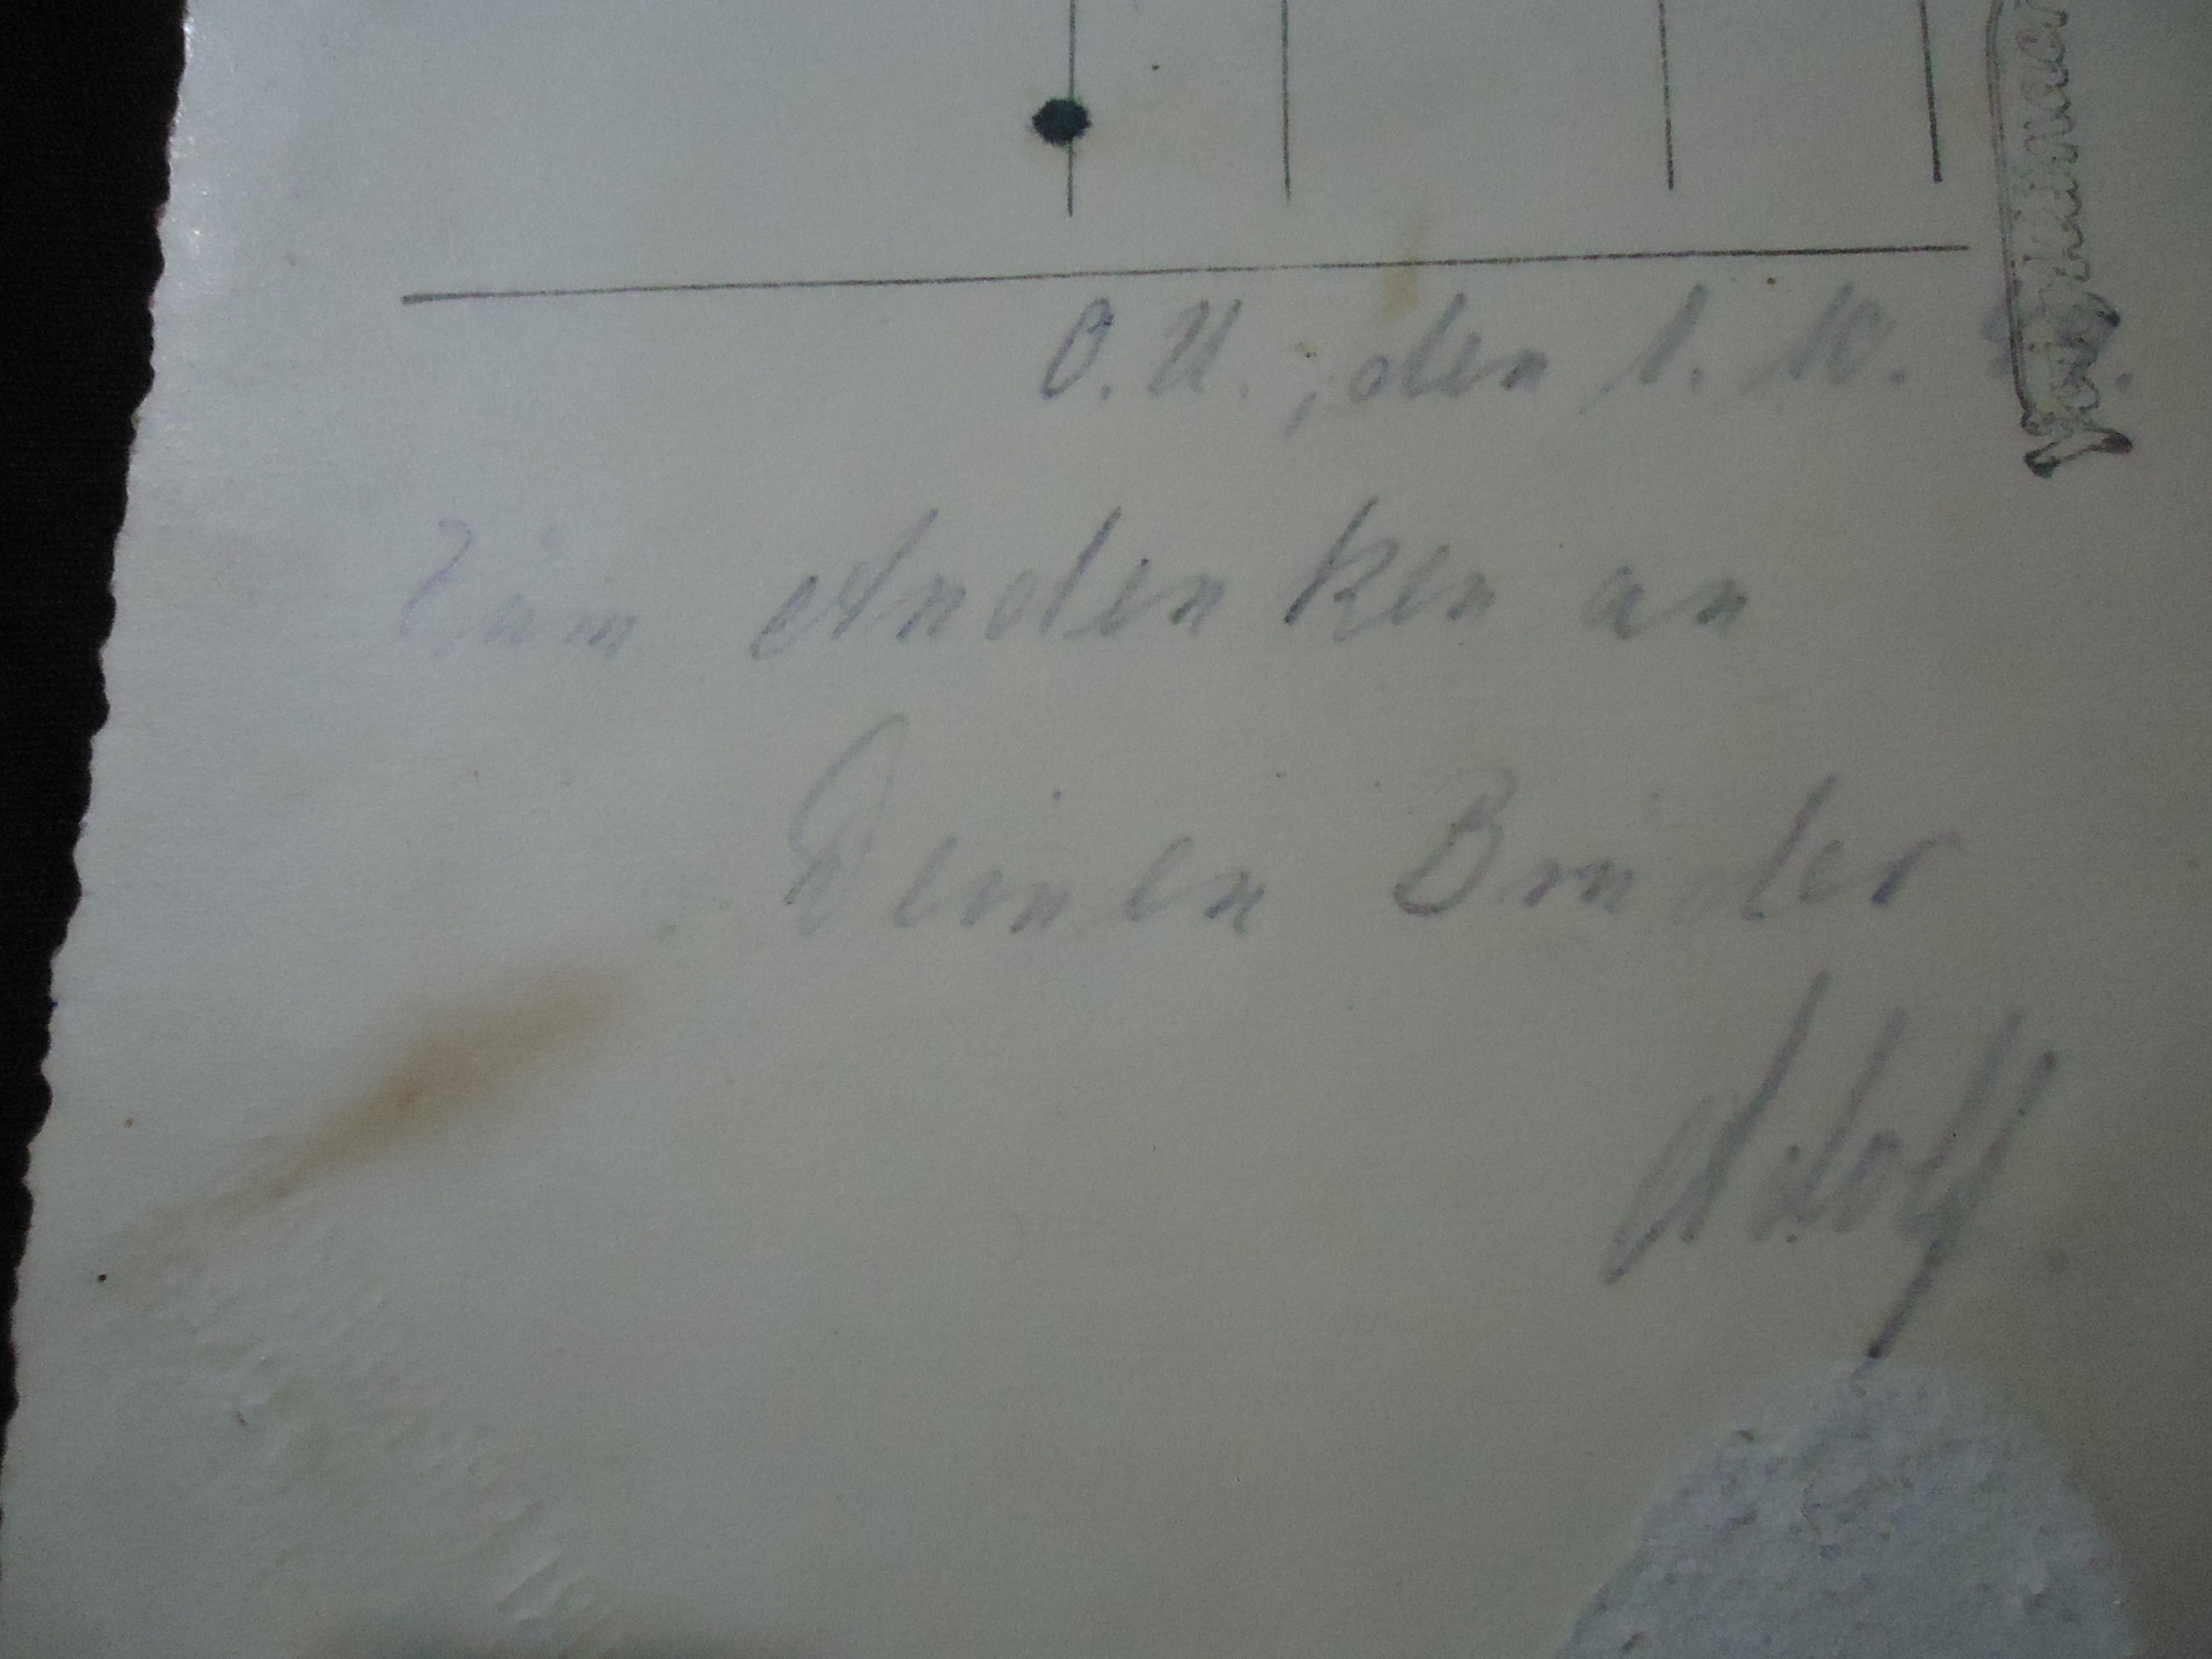 O.U., den 1. 10.
Zum Andenken an
Deinen Bruder
Adolf